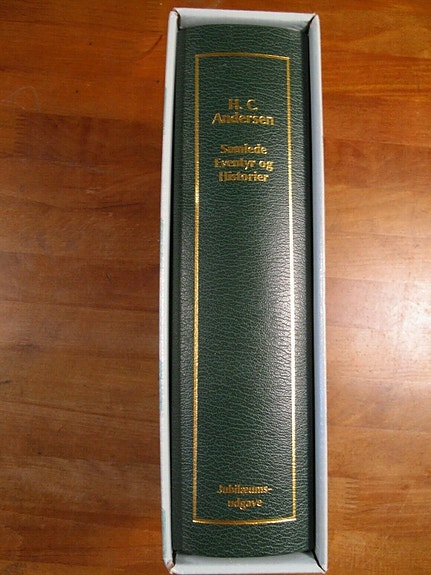 H. C.
Andersen
Samlede
Eventyr og
Historier
Jubilæums-
udgave